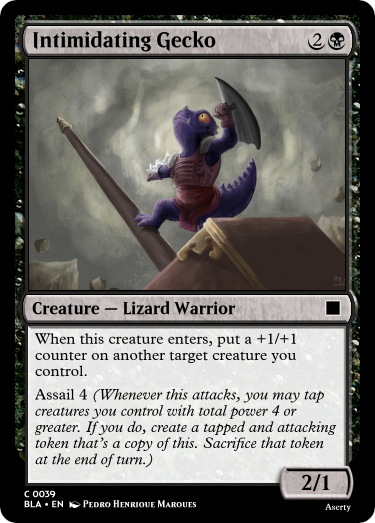 Intimidating Gecko 2
Creature — Lizard Warrior
When this creature enters, put a +1/+1
counter on another target creature you
control.
Assail 4 (Whenever this attacks, you may tap
creatures you control with total power 4 or
greater. If you do, create a tapped and attacking
token that's a copy of this. Sacrifice that token
at the end of turn.)
2/1
C 0039
BLA • EN Pedro Henrique Marques
Aserty